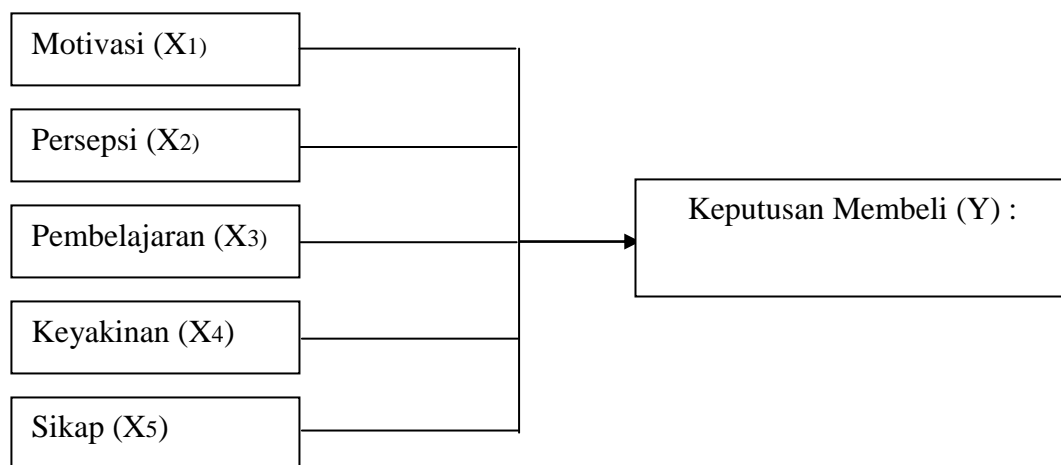 Motivasi (X1)
Persepsi (X2)
Keputusan Membeli (Y) :
Pembelajaran (X3)
Keyakinan (X4)
Sikap (X5)